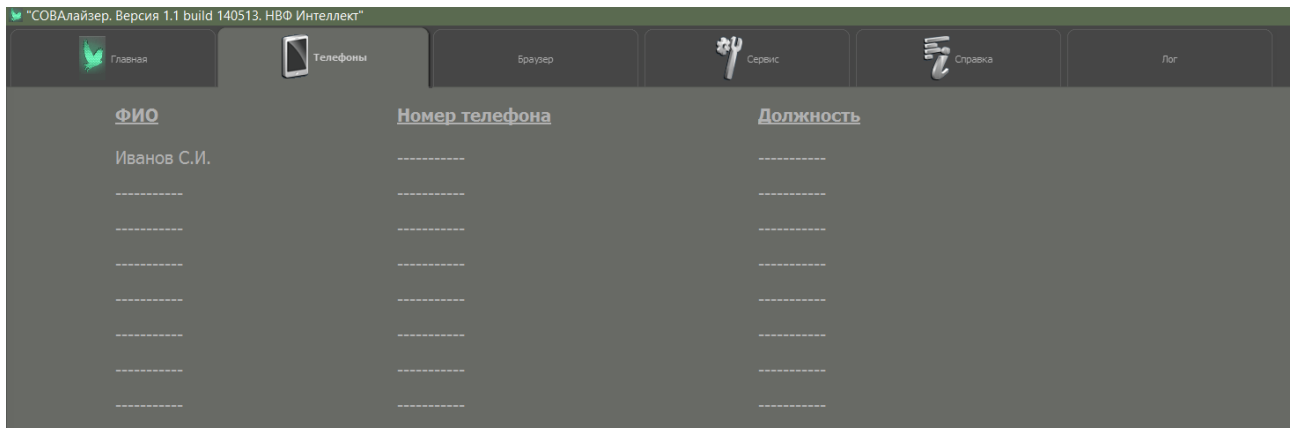 "СОВАлайзер. Версия 1.1 build 140513. НВФ Интеллект"
Главная Телефоны Браузер Сервис Справка Лог
ФИО Номер телефона Должность
Иванов С.И. ----------- -----------
----------- ----------- -----------
----------- ----------- -----------
----------- ----------- -----------
----------- ----------- -----------
----------- ----------- -----------
----------- ----------- -----------
----------- ----------- -----------